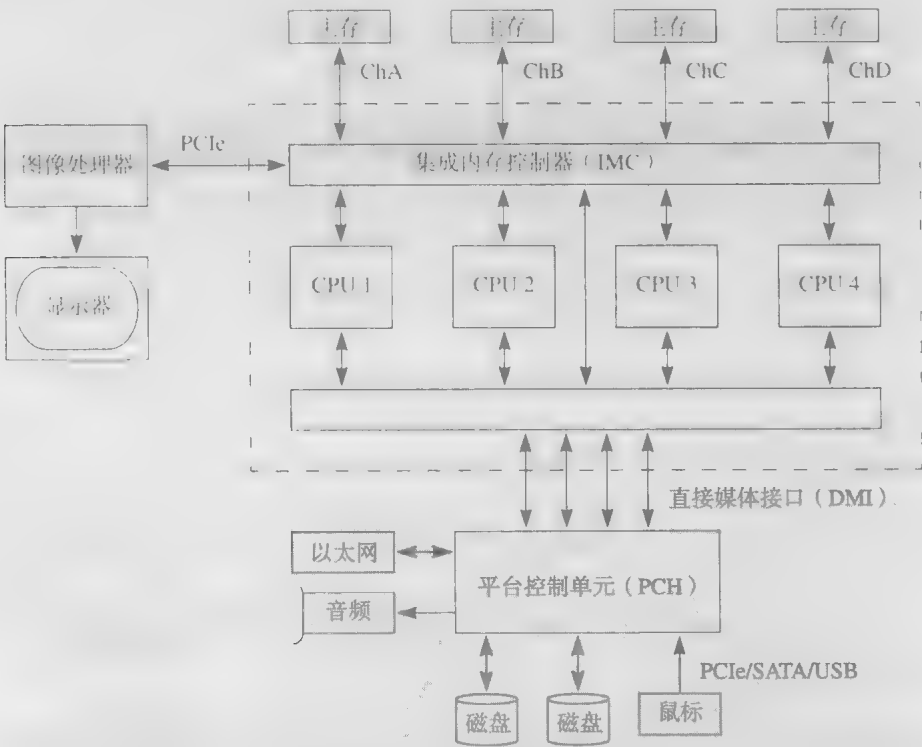 主存
主存
主存
主存
ChA
ChB
ChC
ChD
PCIe
图像处理器
集成内存控制器（IMC）
显示器
CPU 1
CPU 2
CPU 3
CPU 4
直接媒体接口（DMI）
以太网
平台控制单元（PCH）
音频
PCIe/SATA/USB
磁盘
磁盘
鼠标